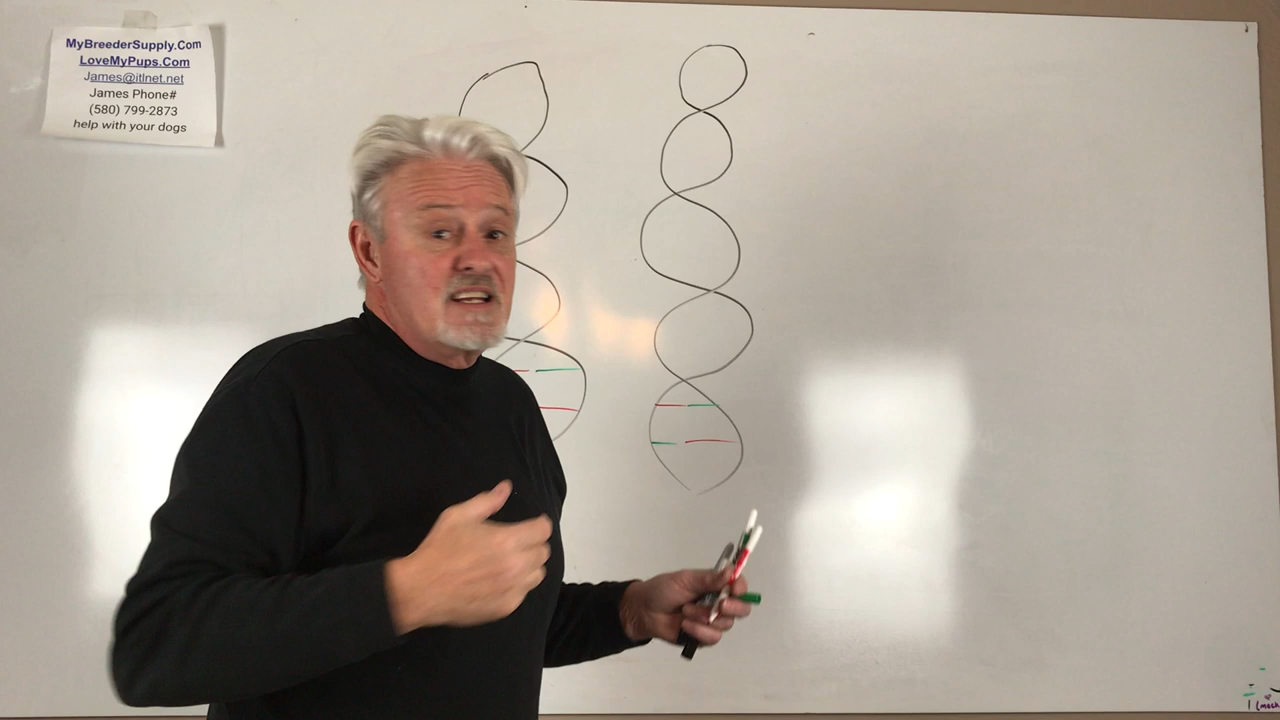 MyBreederSupply.Com
LoveMyPups.Com
James@itlnet.net
James Phone#
(580) 799-2873
help with your dogs